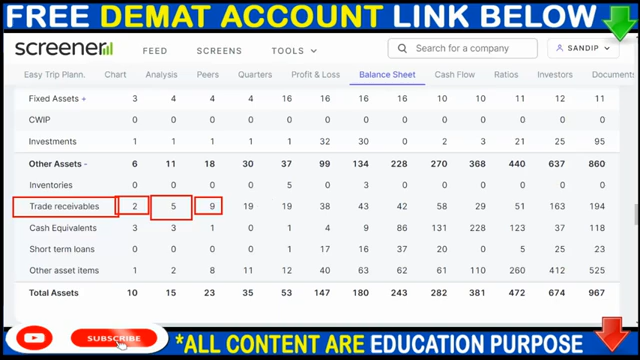 FREE DEMAT ACCOUNT LINK BELOW
screener
FEED SCREENS TOOLS
Search for a company
SANDIP
Easy Trip Plann. Chart Analysis Peers Quarters Profit & Loss Balance Sheet Cash Flow Ratios Investors Documents
Fixed Assets + 3 4 4 4 16 16 16 16 10 10 11 12 11
CWIP 0 0 0 0 0 0 0 0 0 0 0 0 0
Investments 1 1 1 1 1 32 30 0 2 3 21 25 95
Other Assets - 6 11 18 30 37 99 134 228 270 368 440 637 860
Inventories 0 0 0 0 5 0 3 0 0 0 0 0 0
Trade receivables 2 5 9 19 19 38 43 42 58 29 51 163 194
Cash Equivalents 3 3 1 0 1 4 9 86 131 228 123 37 118
Short term loans 0 0 0 0 1 17 16 37 20 0 5 25 23
Other asset items 1 2 8 11 12 40 63 62 61 110 260 412 525
Total Assets 10 15 23 35 53 147 180 243 282 381 472 674 967
SUBSCRIBE
*ALL CONTENT ARE EDUCATION PURPOSE